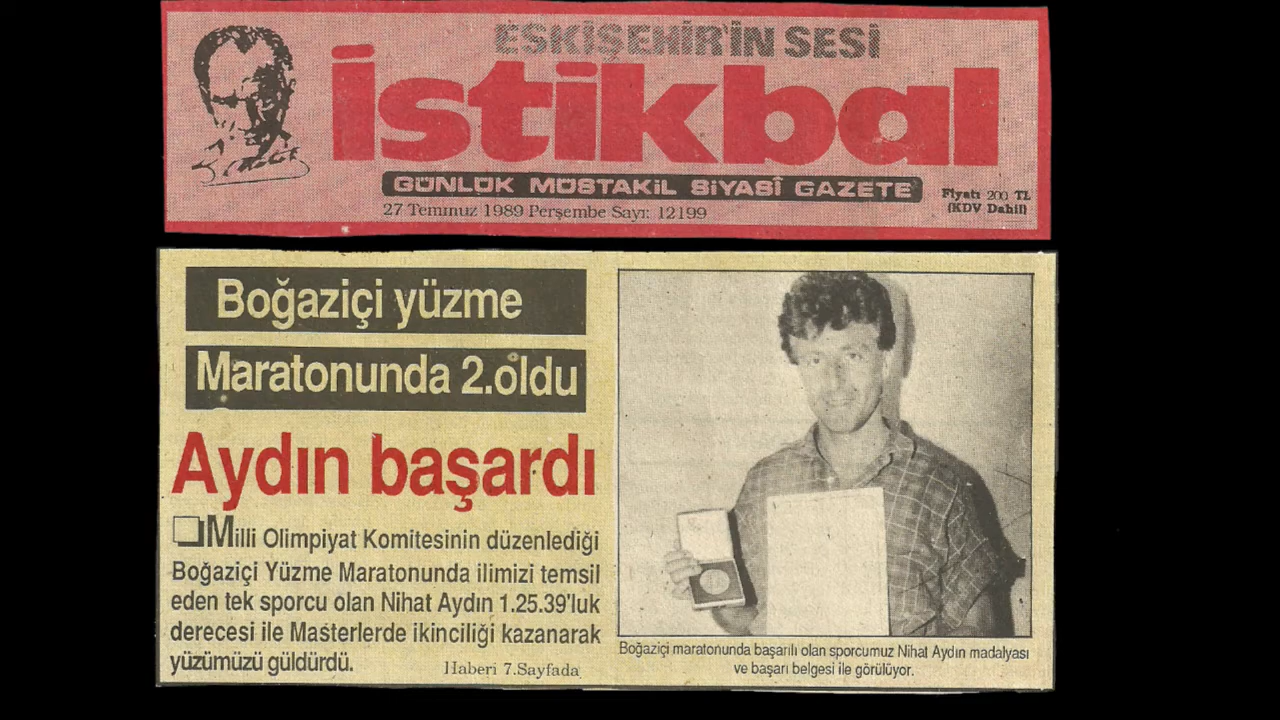 ESKİŞEHİR'İN SESİ
istikbal
GÜNLÜK MÜSTAKİL SİYASÎ GAZETE
Fiyatı 200 TL
(KDV Dahil)
27 Temmuz 1989 Perşembe Sayı: 12199
Boğaziçi yüzme
Maratonunda 2.oldu
Aydın başardı
Milli Olimpiyat Komitesinin düzenlediği
Boğaziçi Yüzme Maratonunda ilimizi temsil
eden tek sporcu olan Nihat Aydın 1.25.39'luk
derecesi ile Masterlerde ikinciliği kazanarak
yüzümüzü güldürdü.
Haberi 7.Sayfada
Boğaziçi maratonunda başarılı olan sporcumuz Nihat Aydın madalyası
ve başarı belgesi ile görülüyor.